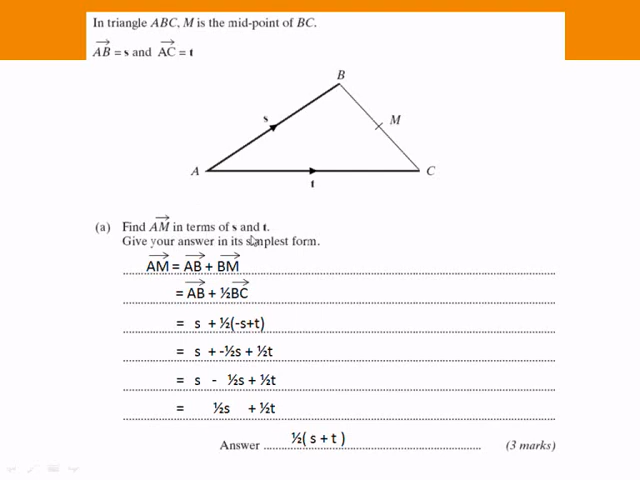 In triangle ABC, M is the mid-point of BC.
AB = s and AC = t
B
s
M
A
C
t
(a) Find AM in terms of s and t.
Give your answer in its simplest form.
AM = AB + BM
= AB + ½BC
= s + ½(-s+t)
= s + -½s + ½t
= s - ½s + ½t
= ½s + ½t
Answer ½( s + t ) (3 marks)